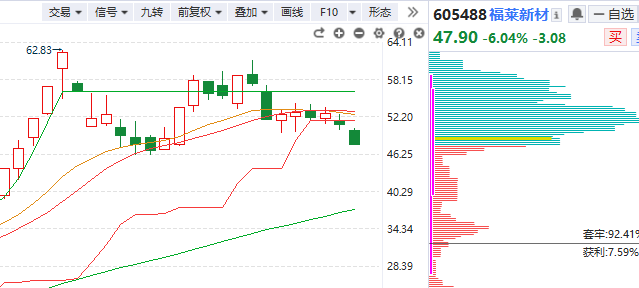 交易 信号 九转 前复权 叠加 画线 F10 形态
605488 福莱新材 自选
47.90 -6.04% -3.08 买
62.83
64.11
58.15
52.20
46.25
40.29
34.34
28.39
套牢:92.41%
获利:7.59%